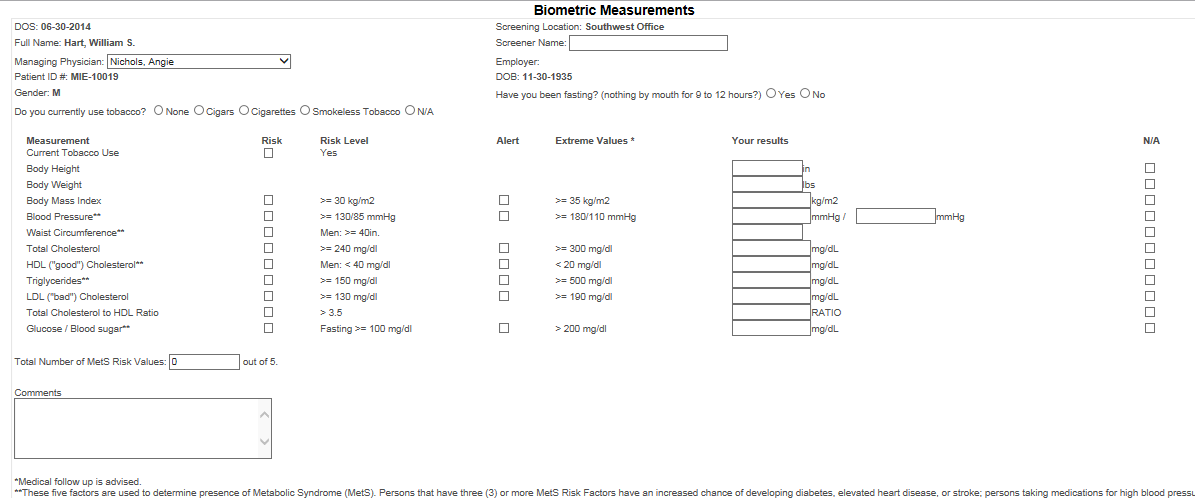 Biometric Measurements
DOS: 06-30-2014 Screening Location: Southwest Office
Full Name: Hart, William S. Screener Name:
Managing Physician: Nichols, Angie Employer:
Patient ID #: MIE-10019 DOB: 11-30-1935
Gender: M Have you been fasting? (nothing by mouth for 9 to 12 hours?) Yes No
Do you currently use tobacco? None Cigars Cigarettes Smokeless Tobacco N/A
Measurement Risk Risk Level Alert Extreme Values * Your results N/A
Current Tobacco Use Yes
Body Height in
Body Weight lbs
Body Mass Index >= 30 kg/m2 >= 35 kg/m2 kg/m2
Blood Pressure** >= 130/85 mmHg >= 180/110 mmHg mmHg / mmHg
Waist Circumference** Men: >= 40in.
Total Cholesterol >= 240 mg/dl >= 300 mg/dl mg/dL
HDL ("good") Cholesterol** Men: < 40 mg/dl < 20 mg/dl mg/dL
Triglycerides** >= 150 mg/dl >= 500 mg/dl mg/dL
LDL ("bad") Cholesterol >= 130 mg/dl >= 190 mg/dl mg/dL
Total Cholesterol to HDL Ratio > 3.5 RATIO
Glucose / Blood sugar** Fasting >= 100 mg/dl > 200 mg/dl mg/dL
Total Number of MetS Risk Values: 0 out of 5.
Comments
*Medical follow up is advised.
**These five factors are used to determine presence of Metabolic Syndrome (MetS). Persons that have three (3) or more MetS Risk Factors have an increased chance of developing diabetes, elevated heart disease, or stroke; persons taking medications for high blood pressu